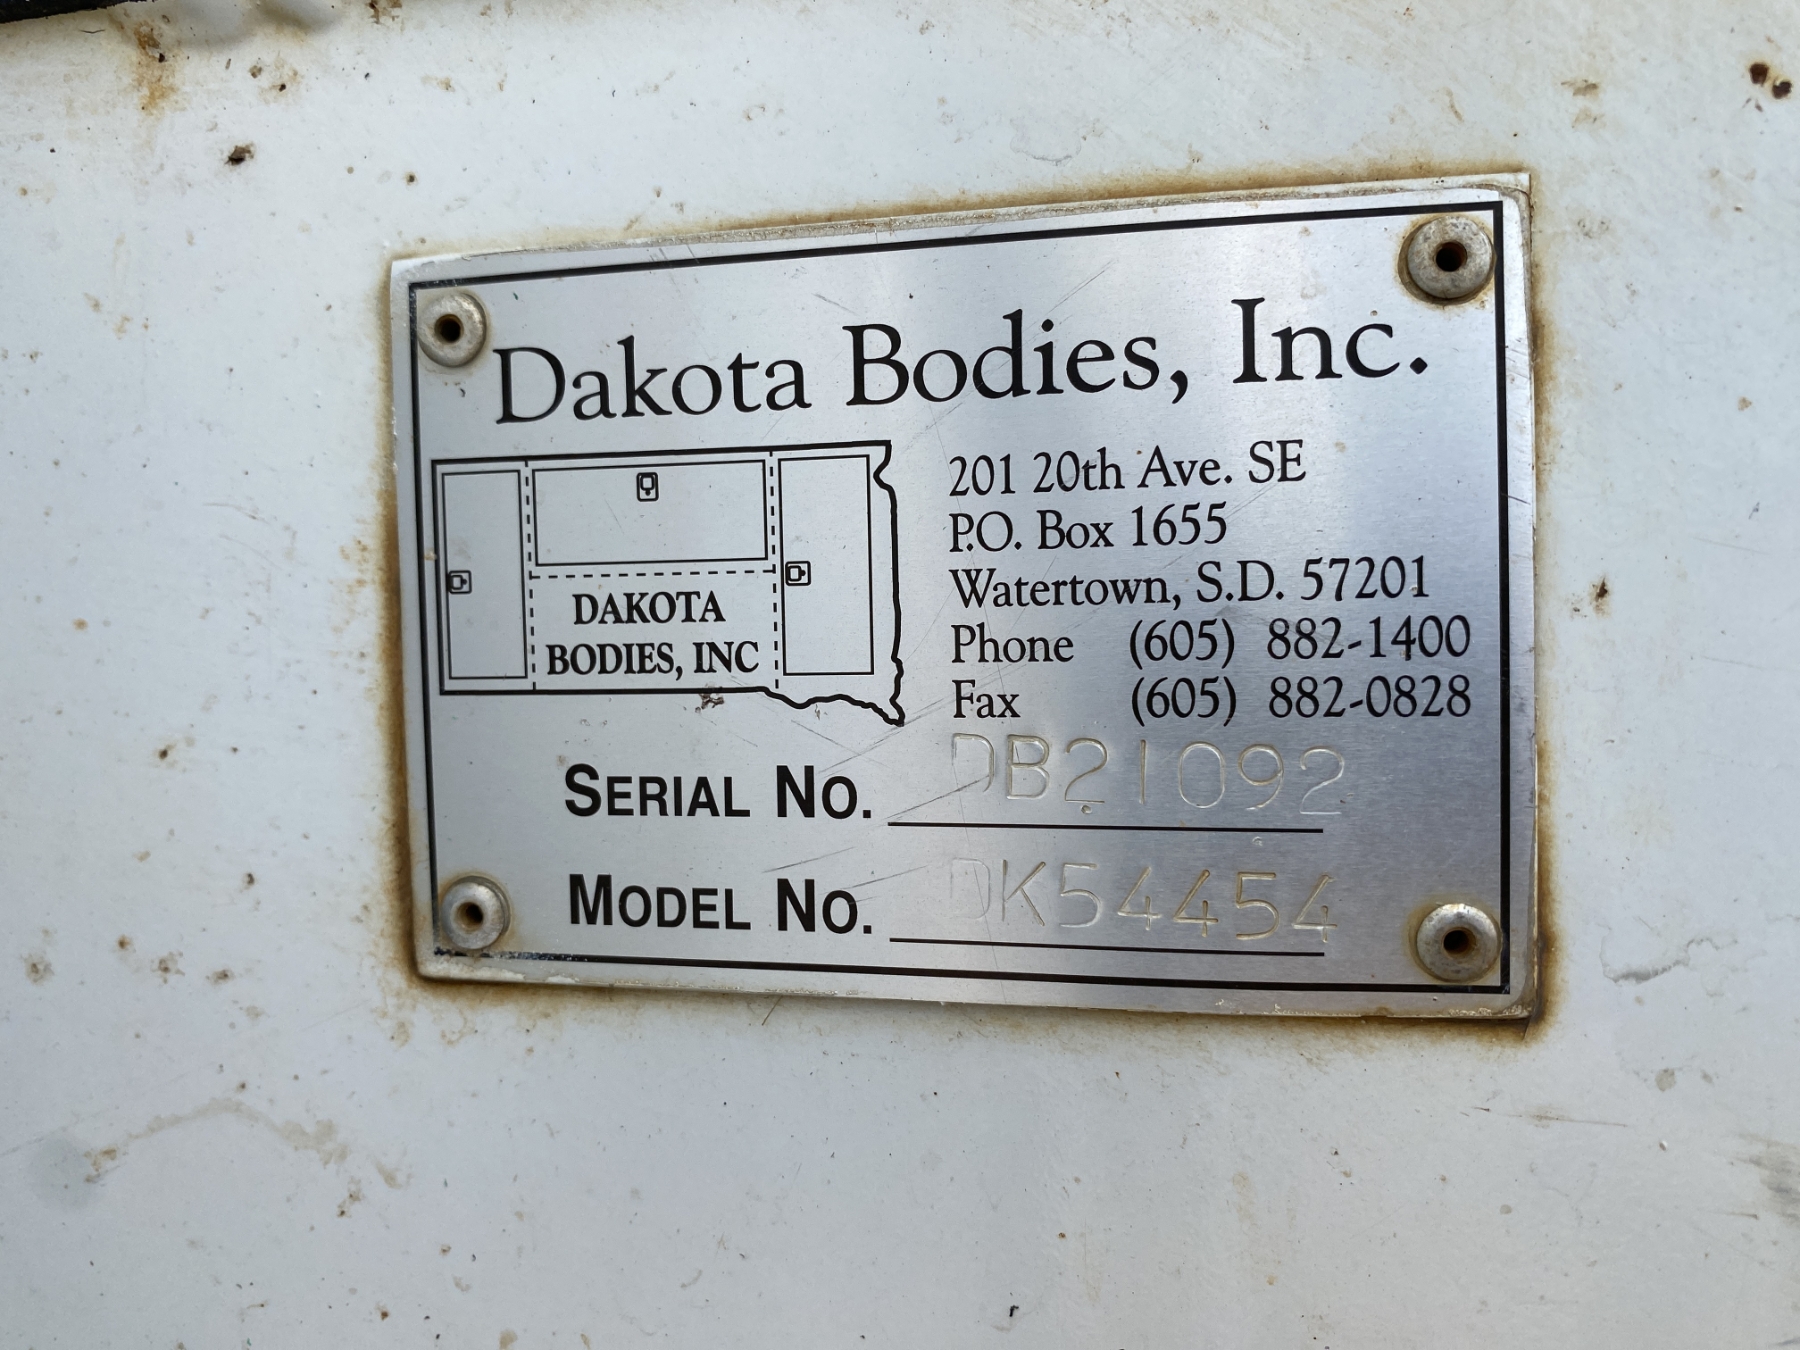 Dakota Bodies, Inc.
DAKOTA
BODIES, INC
201 20th Ave. SE
P.O. Box 1655
Watertown, S.D. 57201
Phone (605) 882-1400
Fax (605) 882-0828
SERIAL NO. DB21092
MODEL NO. DK54454